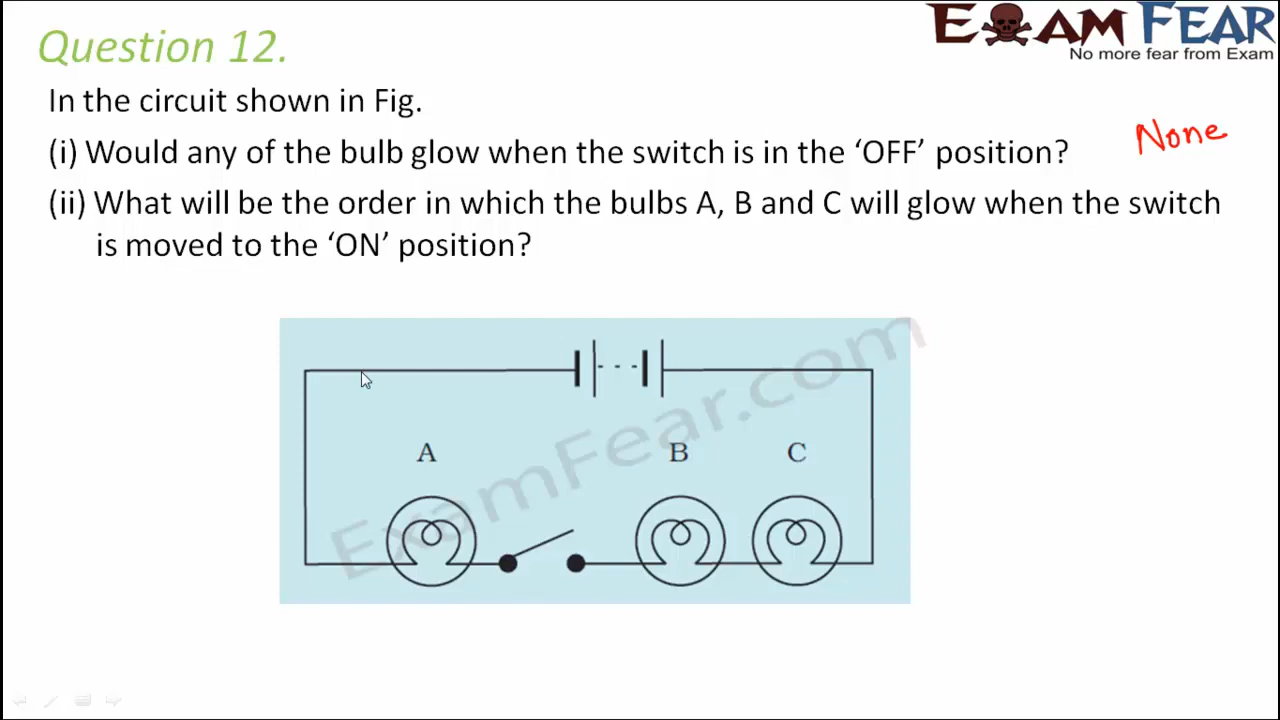 EXAM FEAR
No more fear from Exam
Question 12.
In the circuit shown in Fig.
(i) Would any of the bulb glow when the switch is in the ‘OFF’ position?
None
(ii) What will be the order in which the bulbs A, B and C will glow when the switch
is moved to the ‘ON’ position?
A
B
C
ExamFear.com